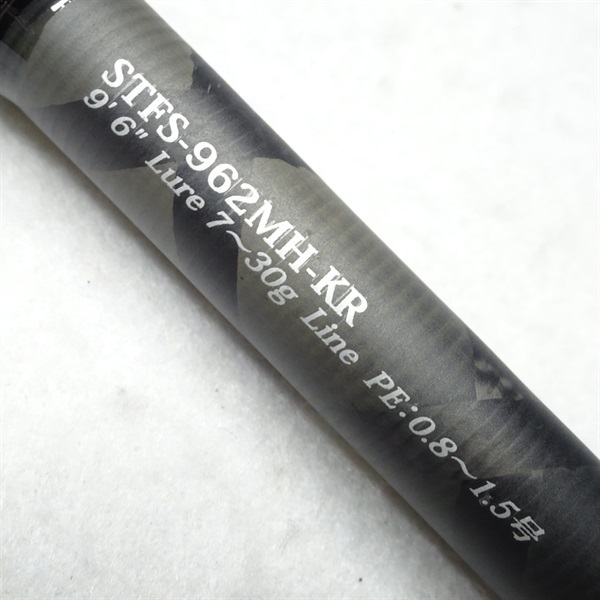 STFS-962MH-KR
9' 6" Lure 7～30g Line PE:0.8～1.5号